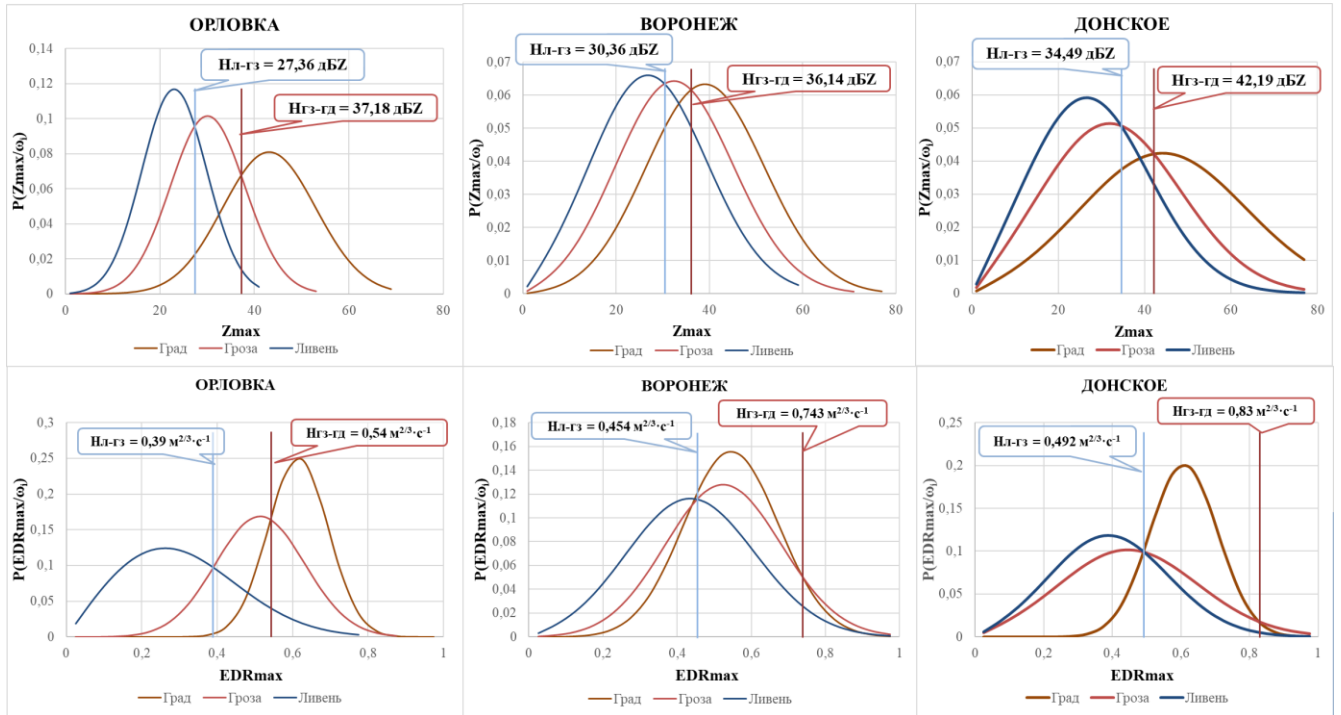 ОРЛОВКА
Нл-гз = 27,36 дБZ
Нгз-гд = 37,18 дБZ
0,14
0,12
0,1
0,08
0,06
0,04
0,02
0
P(Zmax/ωᵢ)
0 20 40 60 80
Zmax
Град Гроза Ливень
ВОРОНЕЖ
Нл-гз = 30,36 дБZ
Нгз-гд = 36,14 дБZ
0,07
0,06
0,05
0,04
0,03
0,02
0,01
0
P(Zmax/ωᵢ)
0 20 40 60 80
Zmax
Град Гроза Ливень
ДОНСКОЕ
Нл-гз = 34,49 дБZ
Нгз-гд = 42,19 дБZ
0,07
0,06
0,05
0,04
0,03
0,02
0,01
0
P(Zmax/ωᵢ)
0 20 40 60 80
Zmax
Град Гроза Ливень
ОРЛОВКА
Нл-гз = 0,39 м²ᐟ³·с⁻¹
Нгз-гд = 0,54 м²ᐟ³·с⁻¹
0,3
0,25
0,2
0,15
0,1
0,05
0
P(EDRmax/ωᵢ)
0 0,2 0,4 0,6 0,8 1
EDRmax
Град Гроза Ливень
ВОРОНЕЖ
Нл-гз = 0,454 м²ᐟ³·с⁻¹
Нгз-гд = 0,743 м²ᐟ³·с⁻¹
0,18
0,16
0,14
0,12
0,1
0,08
0,06
0,04
0,02
0
P(EDRmax/ωᵢ)
0 0,2 0,4 0,6 0,8 1
EDRmax
Град Гроза Ливень
ДОНСКОЕ
Нл-гз = 0,492 м²ᐟ³·с⁻¹
Нгз-гд = 0,83 м²ᐟ³·с⁻¹
0,25
0,2
0,15
0,1
0,05
0
P(EDRmax/ωᵢ)
0 0,2 0,4 0,6 0,8 1
EDRmax
Град Гроза Ливень